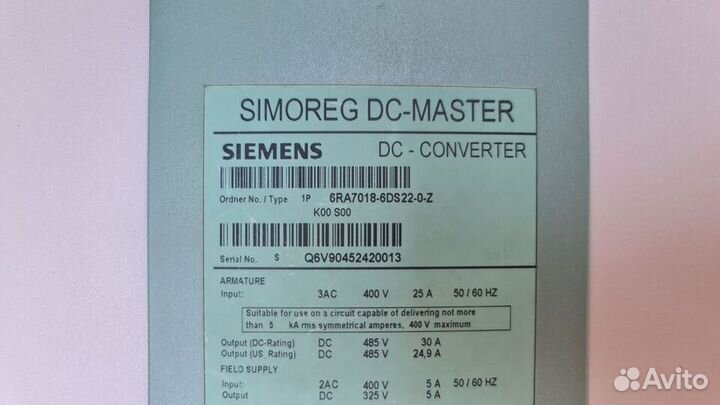 SIMOREG DC-MASTER
SIEMENS DC - CONVERTER
Ordner No. / Type 1P 6RA7018-6DS22-0-Z
K00 S00
Serial No. S Q6V90452420013
ARMATURE
Input: 3AC 400 V 25 A 50 / 60 HZ
Suitable for use on a circuit capable of delivering not more
than 5 kA rms symmetrical amperes, 400 V maximum
Output (DC-Rating) DC 485 V 30 A
Output (US_Rating) DC 485 V 24,9 A
FIELD SUPPLY
Input: 2AC 400 V 5 A 50 / 60 HZ
Output DC 325 V 5 A
Avito